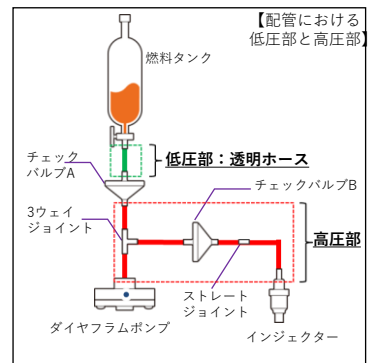 【配管における
低圧部と高圧部】
燃料タンク
チェック
バルブA
低圧部：透明ホース
チェックバルブB
3ウェイ
ジョイント
高圧部
ストレート
ジョイント
ダイヤフラムポンプ
インジェクター